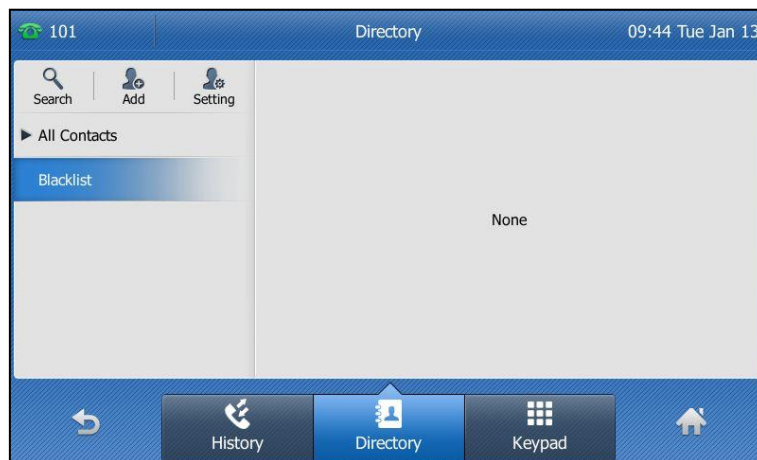 101 Directory 09:44 Tue Jan 13
Search Add Setting
All Contacts
Blacklist
None
History Directory Keypad